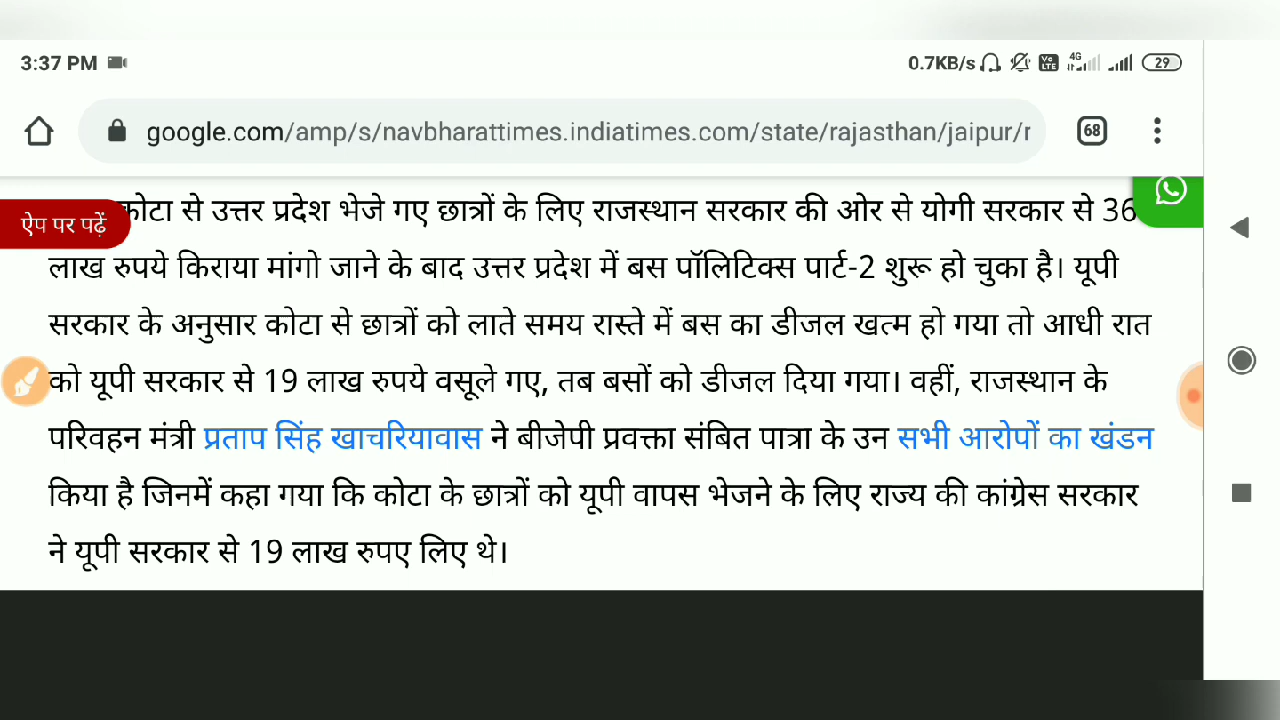 3:37 PM
0.7KB/s 4G Vo LTE 29
google.com/amp/s/navbharattimes.indiatimes.com/state/rajasthan/jaipur/r
68
ऐप पर पढ़ें
कोटा से उत्तर प्रदेश भेजे गए छात्रों के लिए राजस्थान सरकार की ओर से योगी सरकार से 36
लाख रुपये किराया मांगो जाने के बाद उत्तर प्रदेश में बस पॉलिटिक्स पार्ट-2 शुरू हो चुका है। यूपी
सरकार के अनुसार कोटा से छात्रों को लाते समय रास्ते में बस का डीजल खत्म हो गया तो आधी रात
को यूपी सरकार से 19 लाख रुपये वसूले गए, तब बसों को डीजल दिया गया। वहीं, राजस्थान के
परिवहन मंत्री प्रताप सिंह खाचरियावास ने बीजेपी प्रवक्ता संबित पात्रा के उन सभी आरोपों का खंडन
किया है जिनमें कहा गया कि कोटा के छात्रों को यूपी वापस भेजने के लिए राज्य की कांग्रेस सरकार
ने यूपी सरकार से 19 लाख रुपए लिए थे।